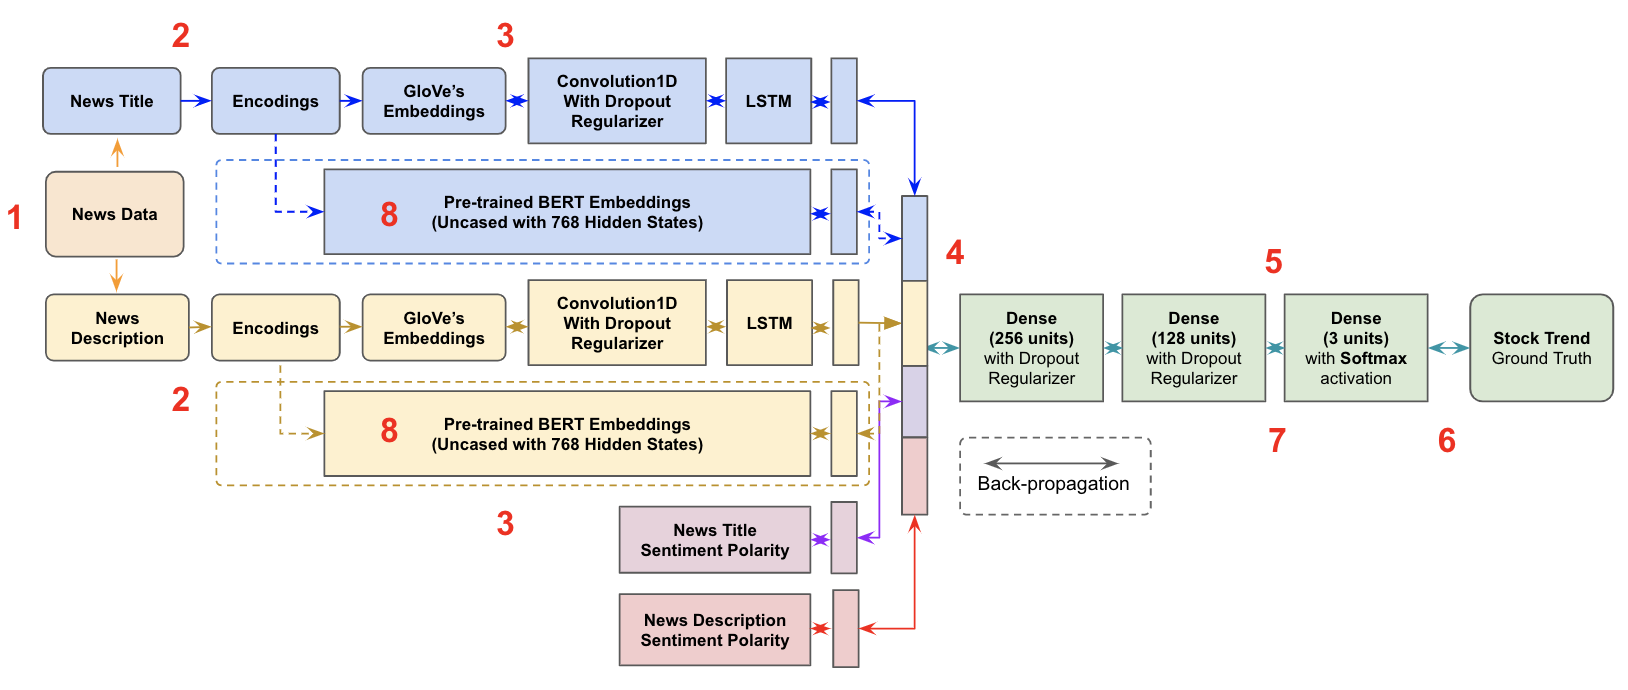 2
3
News Title
Encodings
GloVe's
Embeddings
Convolution1D
With Dropout
Regularizer
LSTM
1
News Data
8
Pre-trained BERT Embeddings
(Uncased with 768 Hidden States)
4
5
News
Description
Encodings
GloVe's
Embeddings
Convolution1D
With Dropout
Regularizer
LSTM
Dense
(256 units)
with Dropout
Regularizer
Dense
(128 units)
with Dropout
Regularizer
Dense
(3 units)
with Softmax
activation
Stock Trend
Ground Truth
2
8
Pre-trained BERT Embeddings
(Uncased with 768 Hidden States)
7
6
Back-propagation
3
News Title
Sentiment Polarity
News Description
Sentiment Polarity